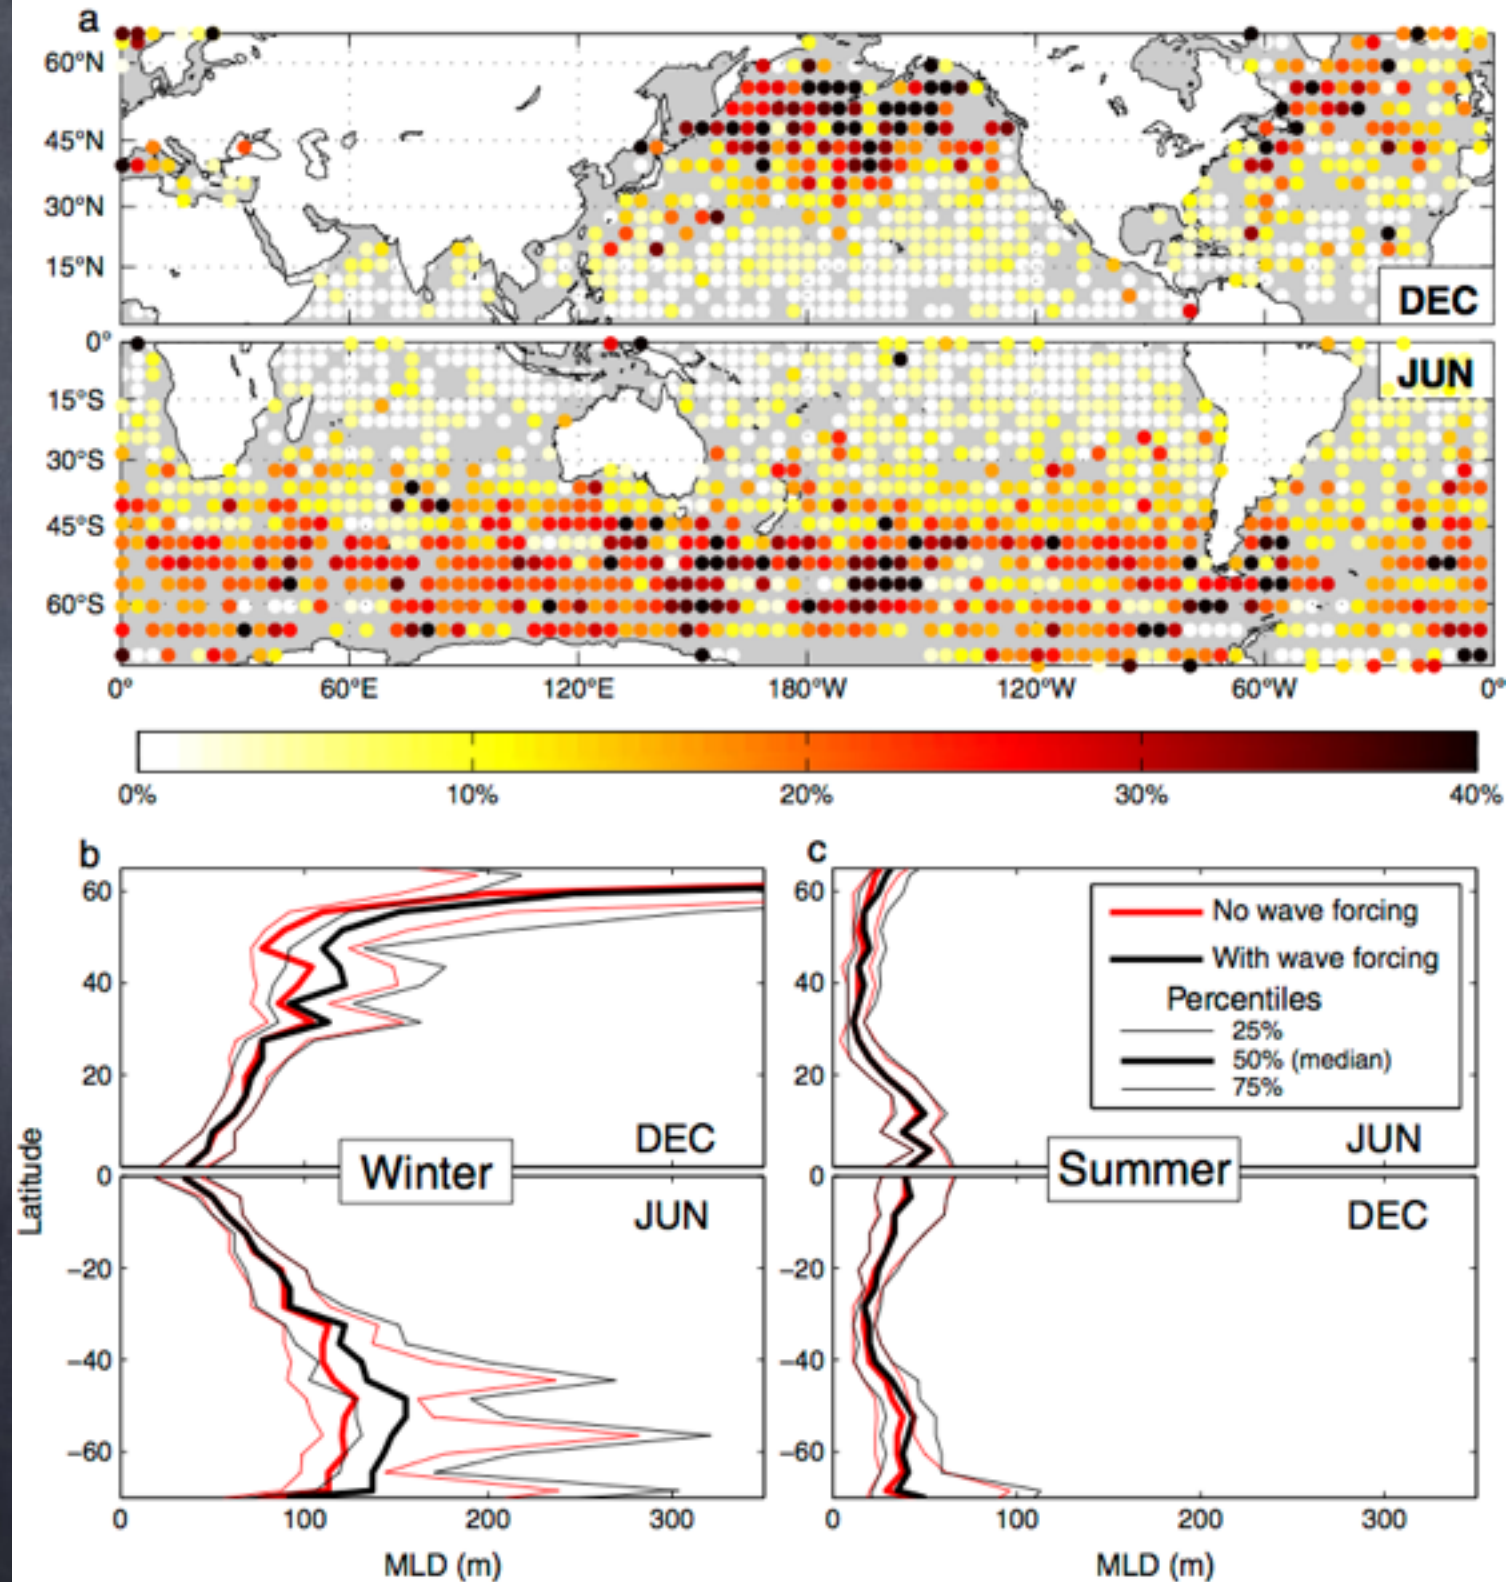 a
60°N
45°N
30°N
15°N
DEC
0°
JUN
15°S
30°S
45°S
60°S
0° 60°E 120°E 180°W 120°W 60°W 0°
0% 10% 20% 30% 40%
b
60
40
20
0
DEC
Winter
JUN
−20
−40
−60
0 100 200 300
MLD (m)
Latitude
c
60
40
20
0
No wave forcing
With wave forcing
Percentiles
25%
50% (median)
75%
JUN
Summer
DEC
−20
−40
−60
0 100 200 300
MLD (m)